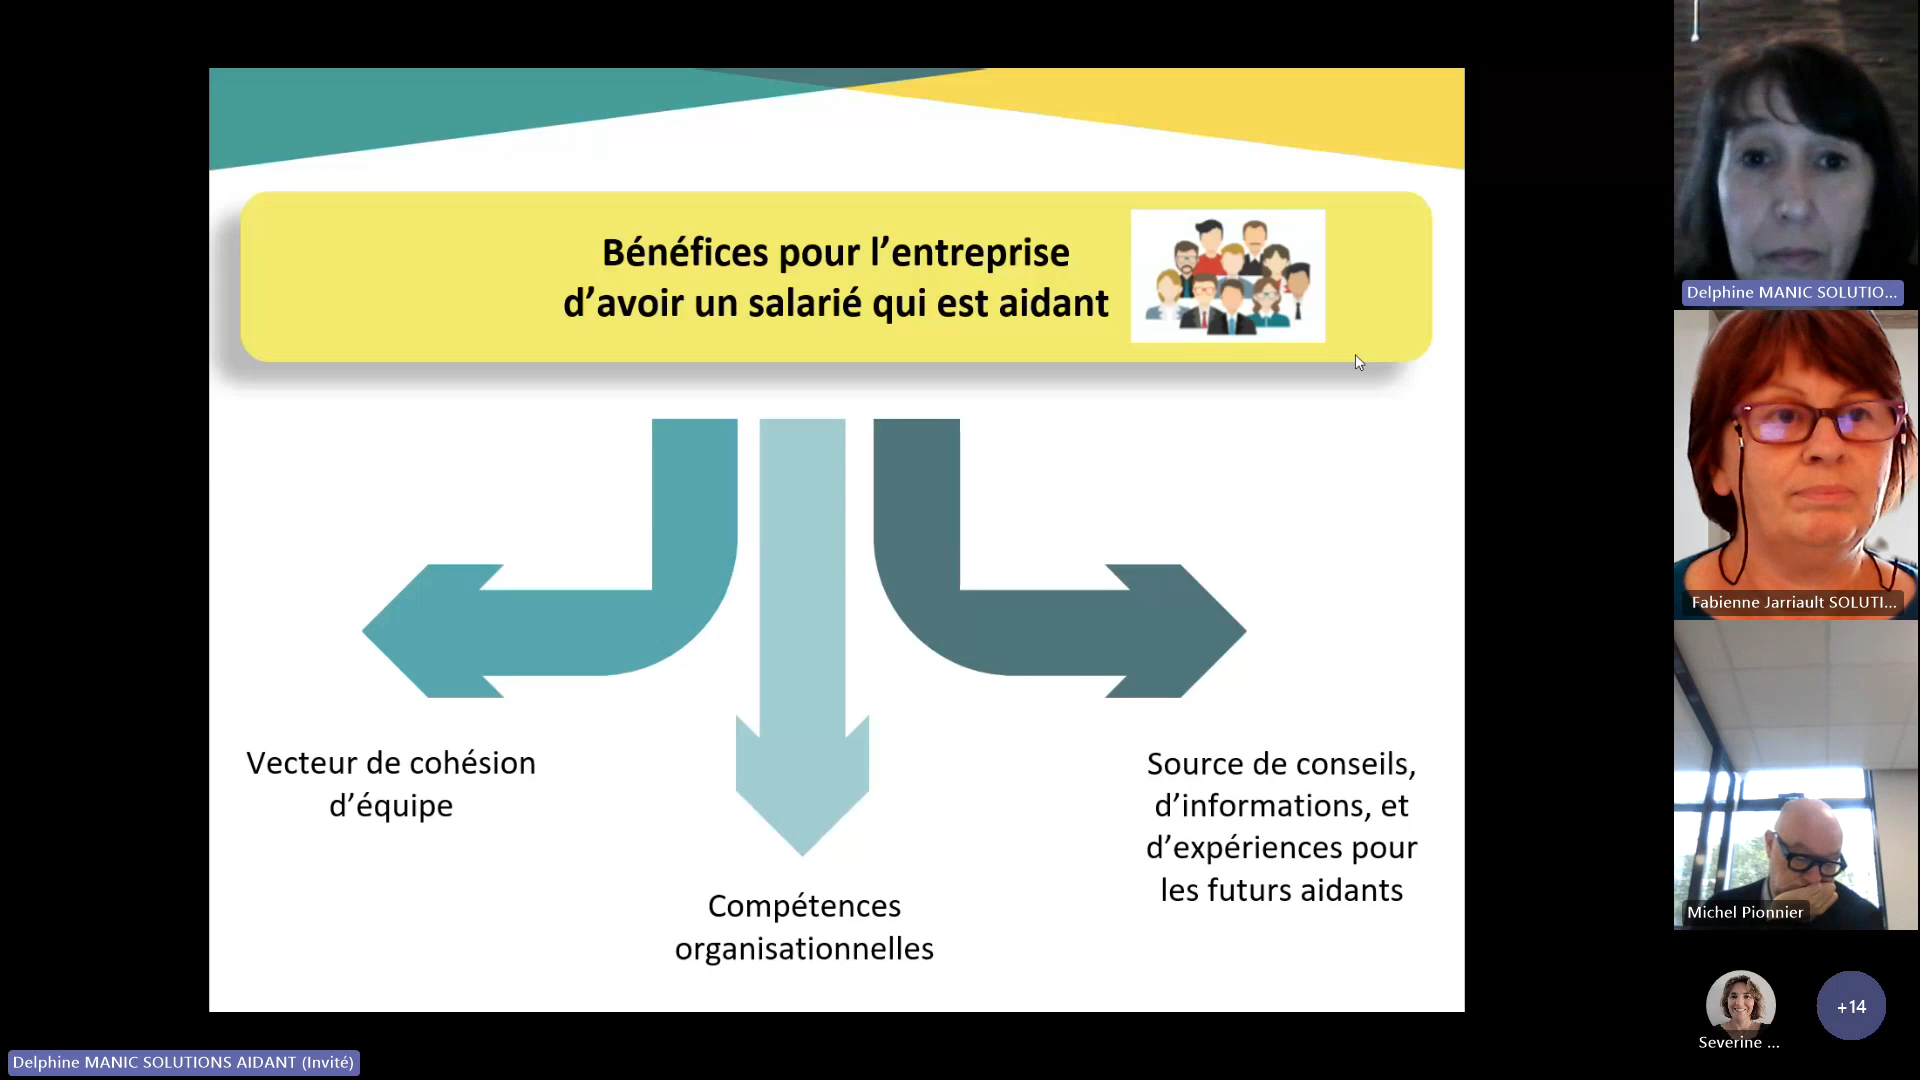 Bénéfices pour l’entreprise
d’avoir un salarié qui est aidant
Vecteur de cohésion
d’équipe
Compétences
organisationnelles
Source de conseils,
d’informations, et
d’expériences pour
les futurs aidants
Delphine MANIC SOLUTIO...
Fabienne Jarriault SOLUTI...
Michel Pionnier
Severine ...
+14
Delphine MANIC SOLUTIONS AIDANT (Invité)